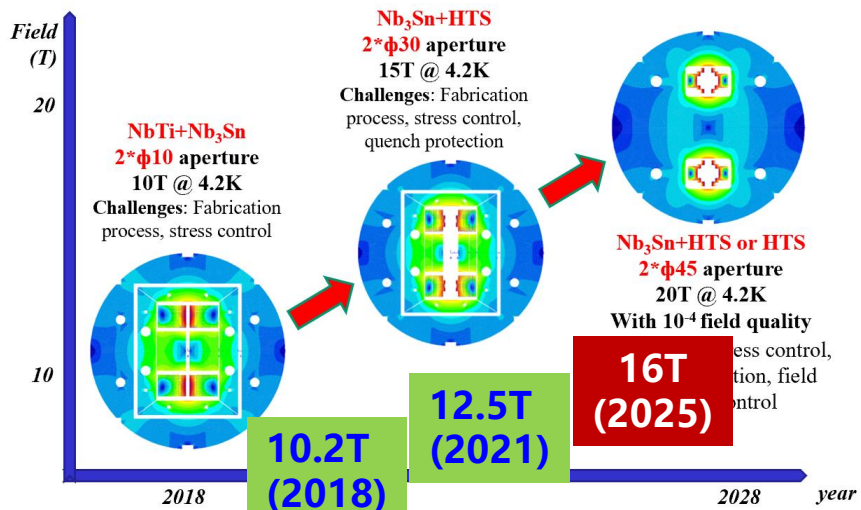 Field
(T)
20
10
NbTi+Nb₃Sn
2*ϕ10 aperture
10T @ 4.2K
Challenges: Fabrication
process, stress control
Nb₃Sn+HTS
2*ϕ30 aperture
15T @ 4.2K
Challenges: Fabrication
process, stress control,
quench protection
Nb₃Sn+HTS or HTS
2*ϕ45 aperture
20T @ 4.2K
With 10⁻⁴ field quality
control,
field
10.2T
(2018)
12.5T
(2021)
16T
(2025)
2018
2028
year